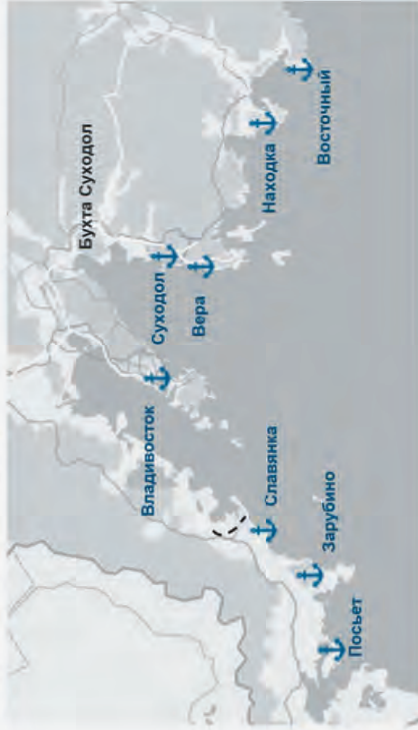 Бухта Суходол
Владивосток
Суходол
Вера
Находка
Восточный
Славянка
Зарубино
Посьет